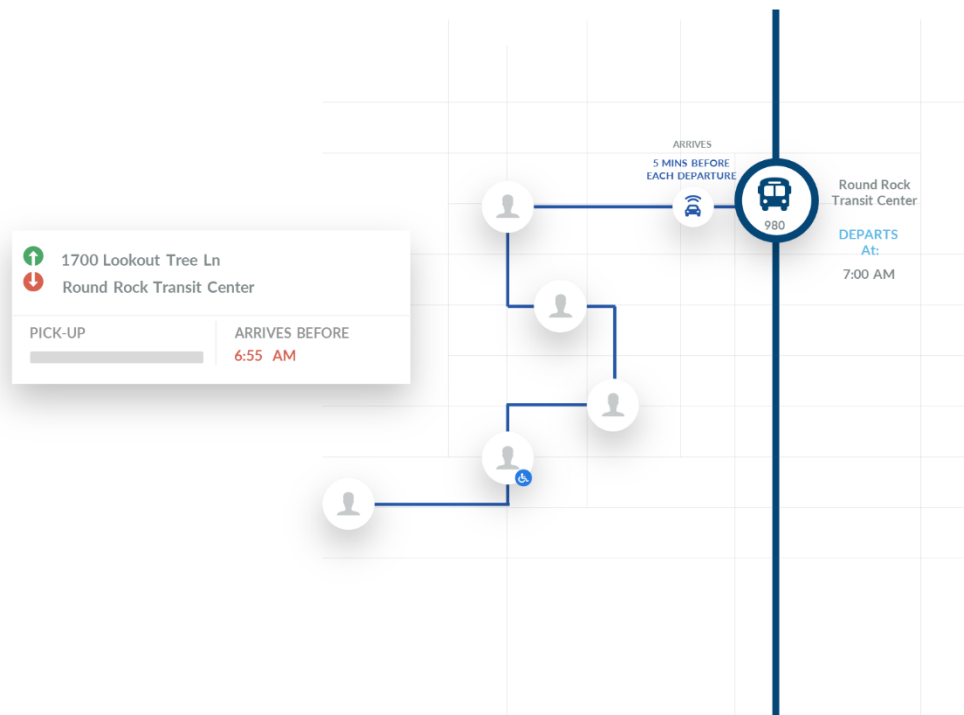 ARRIVES
5 MINS BEFORE
EACH DEPARTURE
980
Round Rock
Transit Center
DEPARTS
At:
7:00 AM
1700 Lookout Tree Ln
Round Rock Transit Center
PICK-UP
ARRIVES BEFORE
6:55 AM